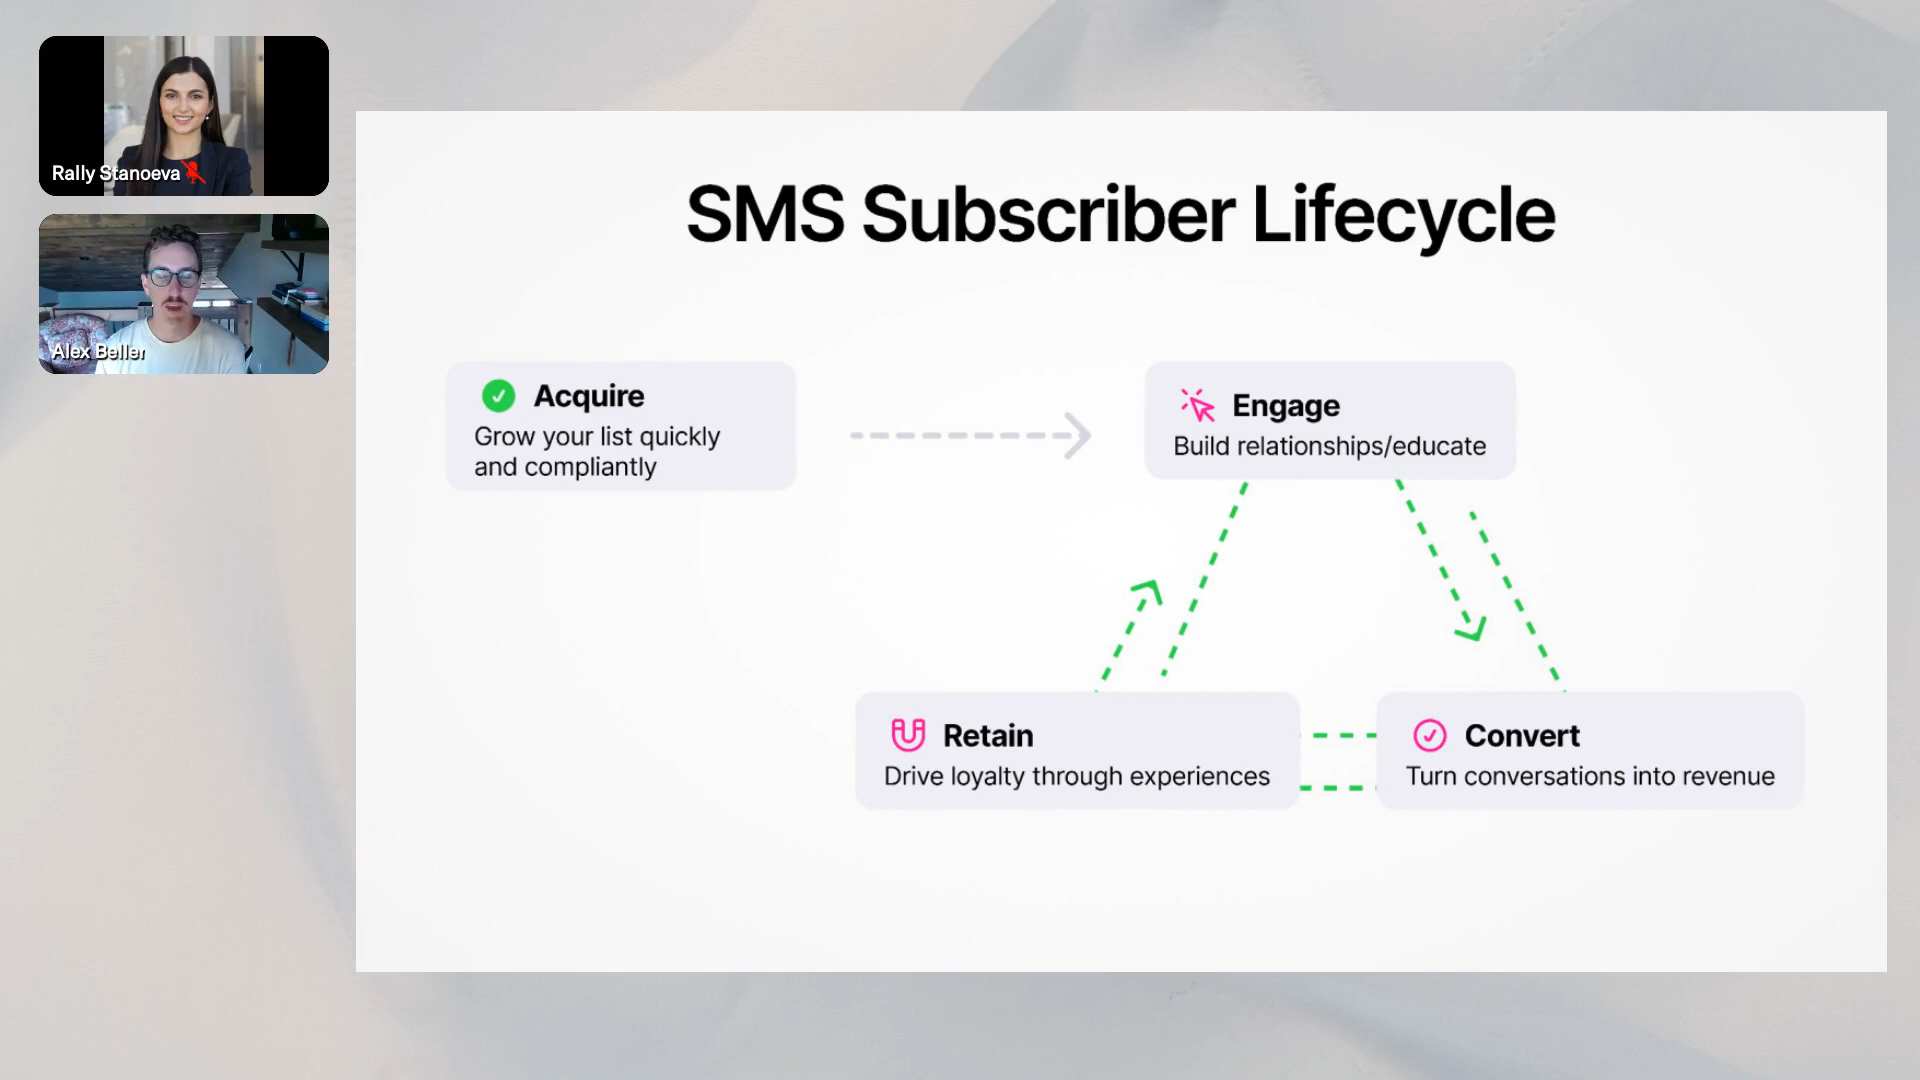 Rally Stanoeva
Alex Beller
SMS Subscriber Lifecycle
Acquire
Grow your list quickly
and compliantly
Engage
Build relationships/educate
Retain
Drive loyalty through experiences
Convert
Turn conversations into revenue